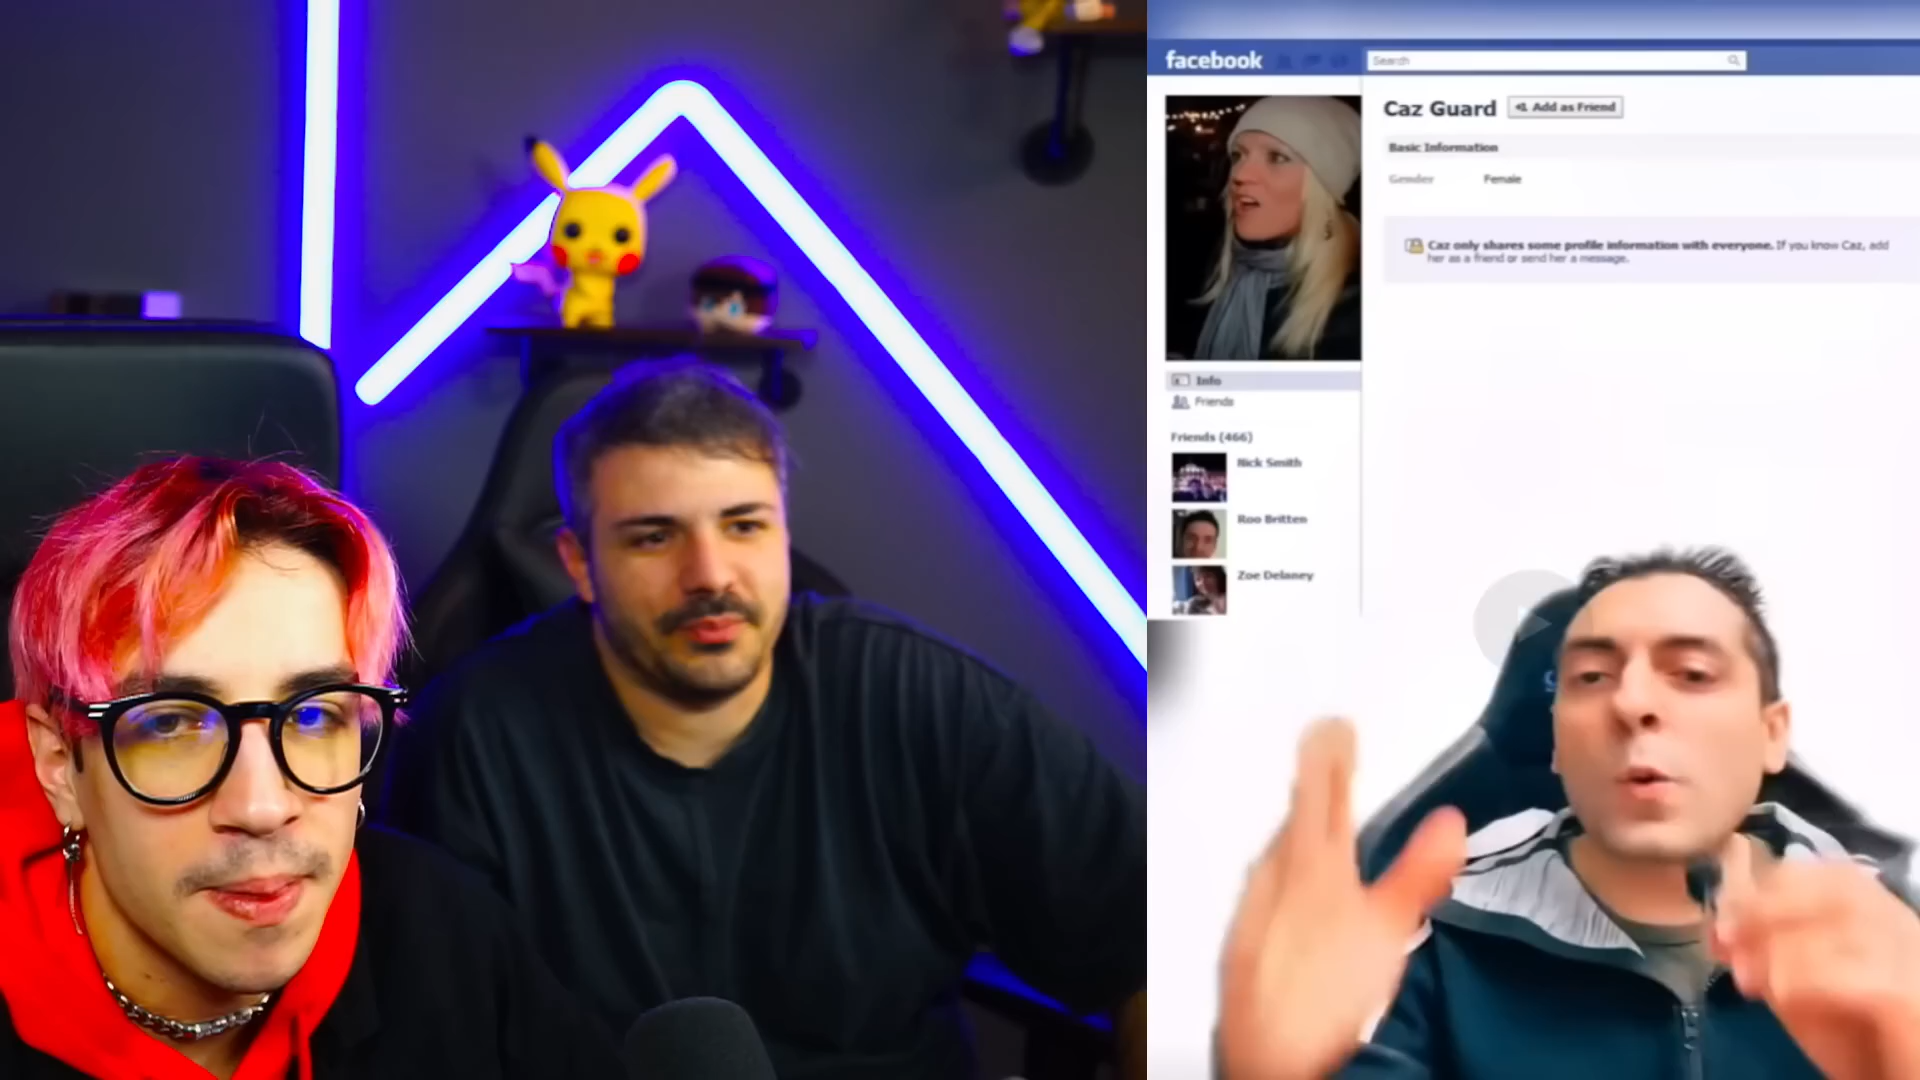 facebook
Search
Caz Guard
Add as Friend
Basic Information
Gender Female
Caz only shares some profile information with everyone. If you know Caz, add
her as a friend or send her a message.
Info
Friends
Friends (466)
Nick Smith
Roo Britten
Zoe Delaney